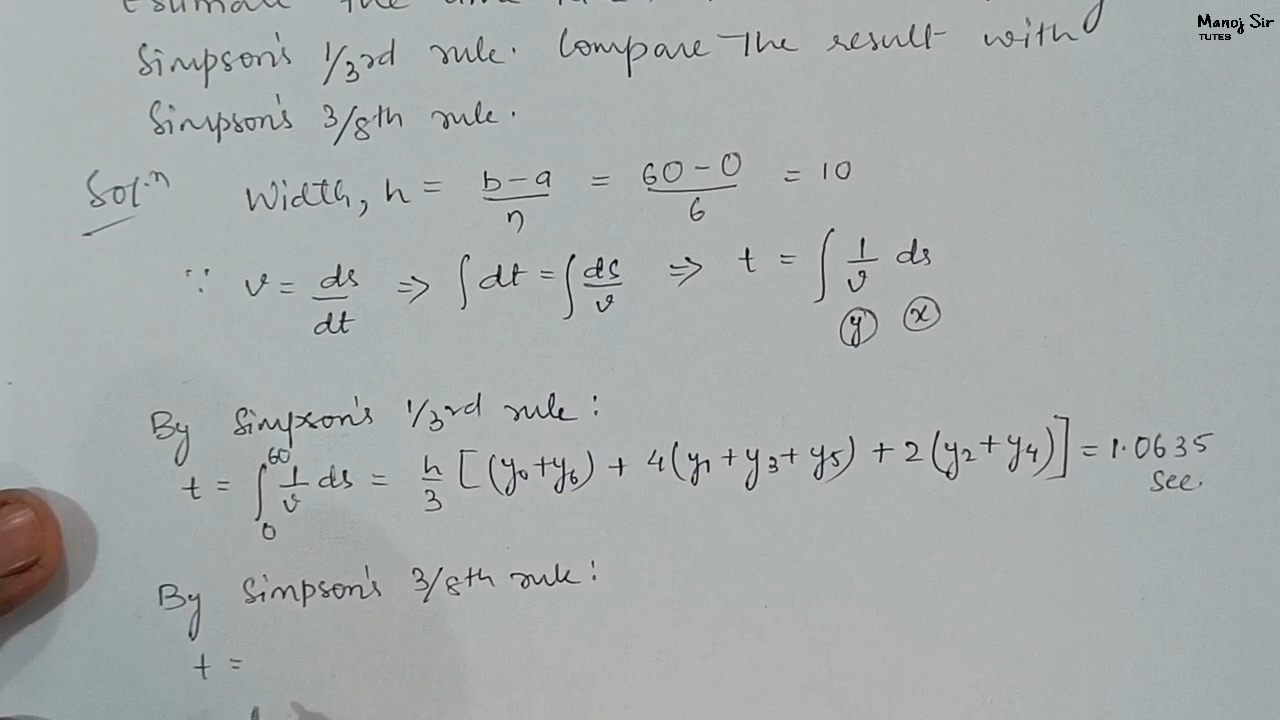 Manoj Sir
TUTES
the
Simpson's 1/3rd rule. Compare the result with
Simpson's 3/8th rule.
Sol.n Width, h = b-a/n = 60-0/6 = 10
∵ v = ds/dt ⇒ ∫dt = ∫ds/v ⇒ t = ∫ 1/v ds
y x
By Simpson's 1/3rd rule:
t = ∫₀⁶⁰ 1/v ds = h/3 [(y₀+y₆) + 4(y₁+y₃+y₅) + 2(y₂+y₄)] = 1.0635
sec.
By Simpson's 3/8th rule:
t =